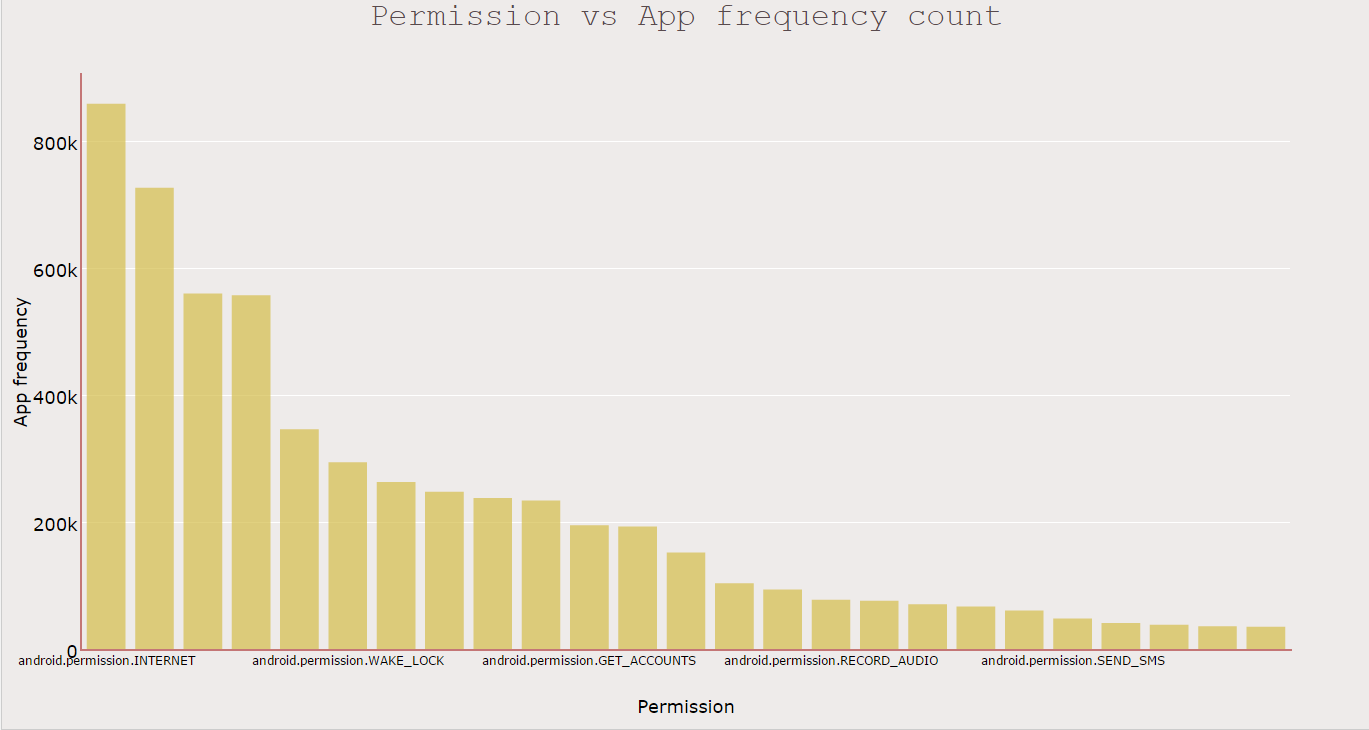 Permission vs App frequency count
800k
600k
400k
200k
0
App frequency
android.permission.INTERNET
android.permission.WAKE_LOCK
android.permission.GET_ACCOUNTS
android.permission.RECORD_AUDIO
android.permission.SEND_SMS
Permission